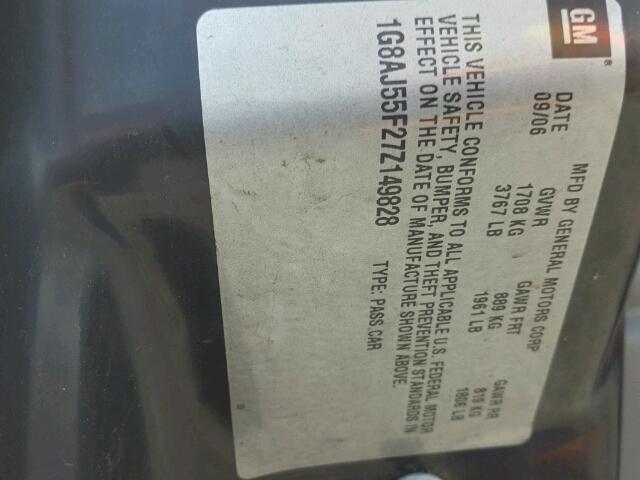 GM®
MFD BY GENERAL MOTORS CORP
DATE GVWR GAWR FRT GAWR RR
09/06 1708 KG 889 KG 819 KG
3767 LB 1961 LB 1806 LB
THIS VEHICLE CONFORMS TO ALL APPLICABLE U.S. FEDERAL MOTOR
VEHICLE SAFETY, BUMPER, AND THEFT PREVENTION STANDARDS IN
EFFECT ON THE DATE OF MANUFACTURE SHOWN ABOVE.
1G8AJ55F27Z149828 TYPE: PASS CAR